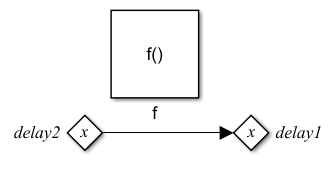 f()
f
delay2 x x delay1